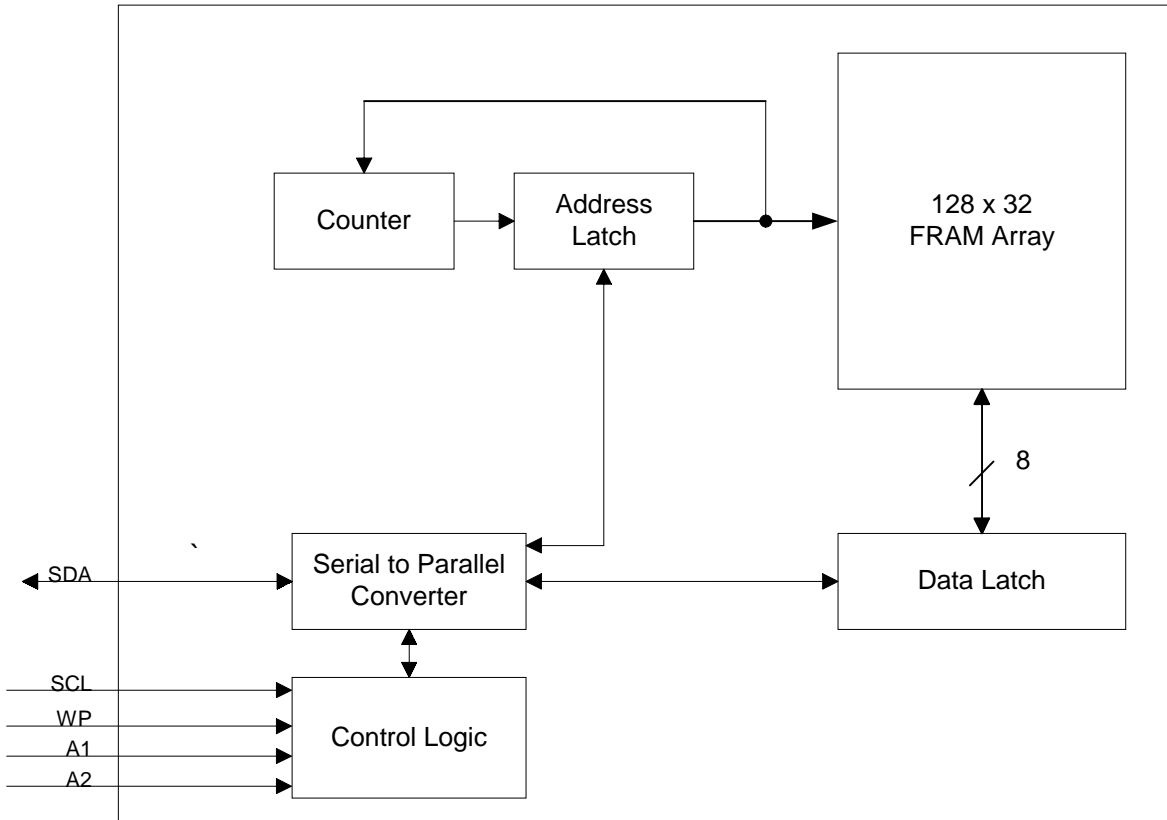 Counter
Address
Latch
128 x 32
FRAM Array
8
`
SDA
Serial to Parallel
Converter
Data Latch
SCL
WP
A1
A2
Control Logic